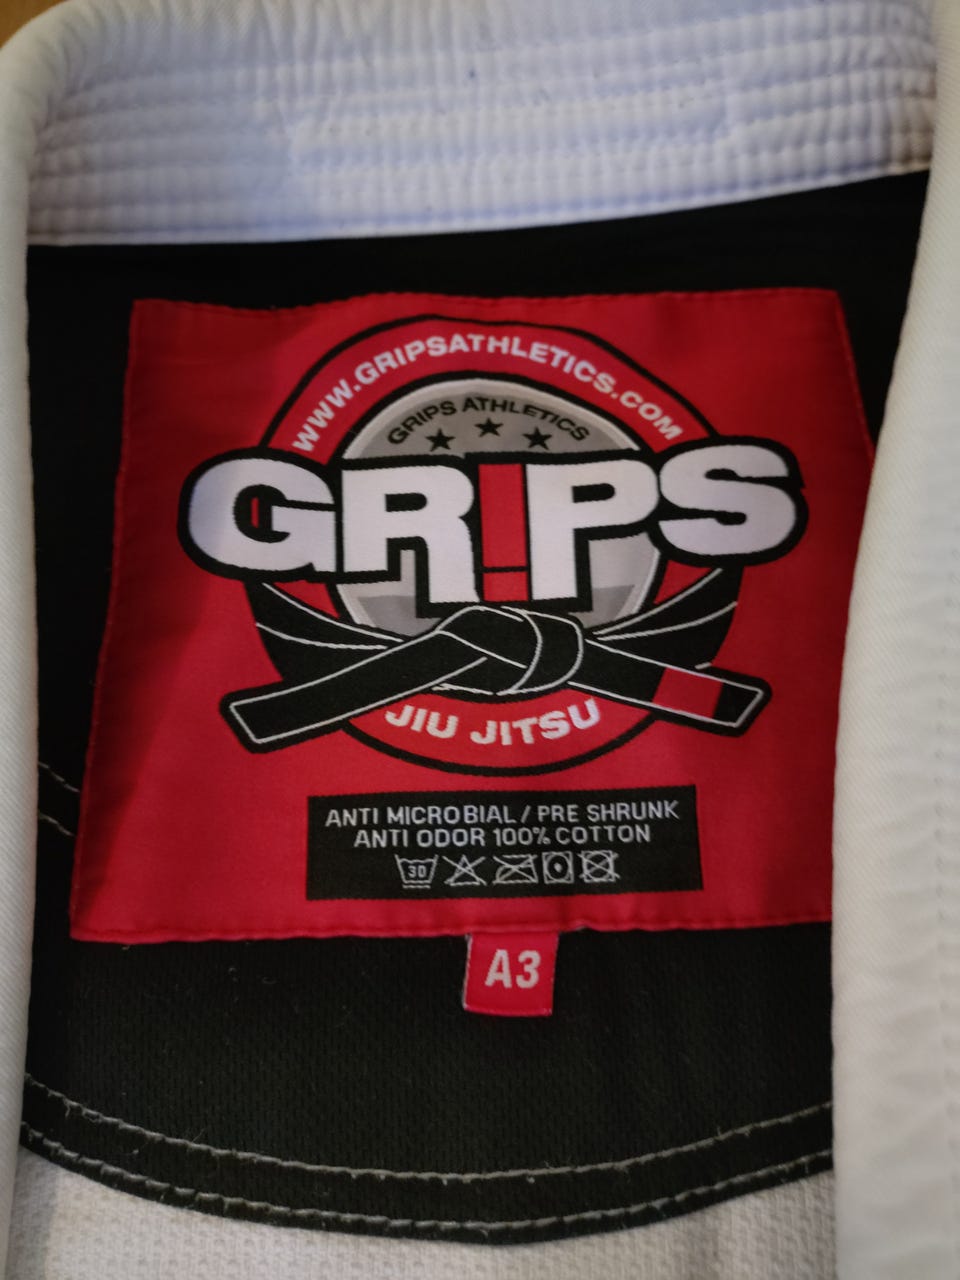 WWW.GRIPSATHLETICS.COM
GRIPS ATHLETICS
GR!PS
JIU JITSU
ANTI MICROBIAL / PRE SHRUNK
ANTI ODOR 100% COTTON
30
A3